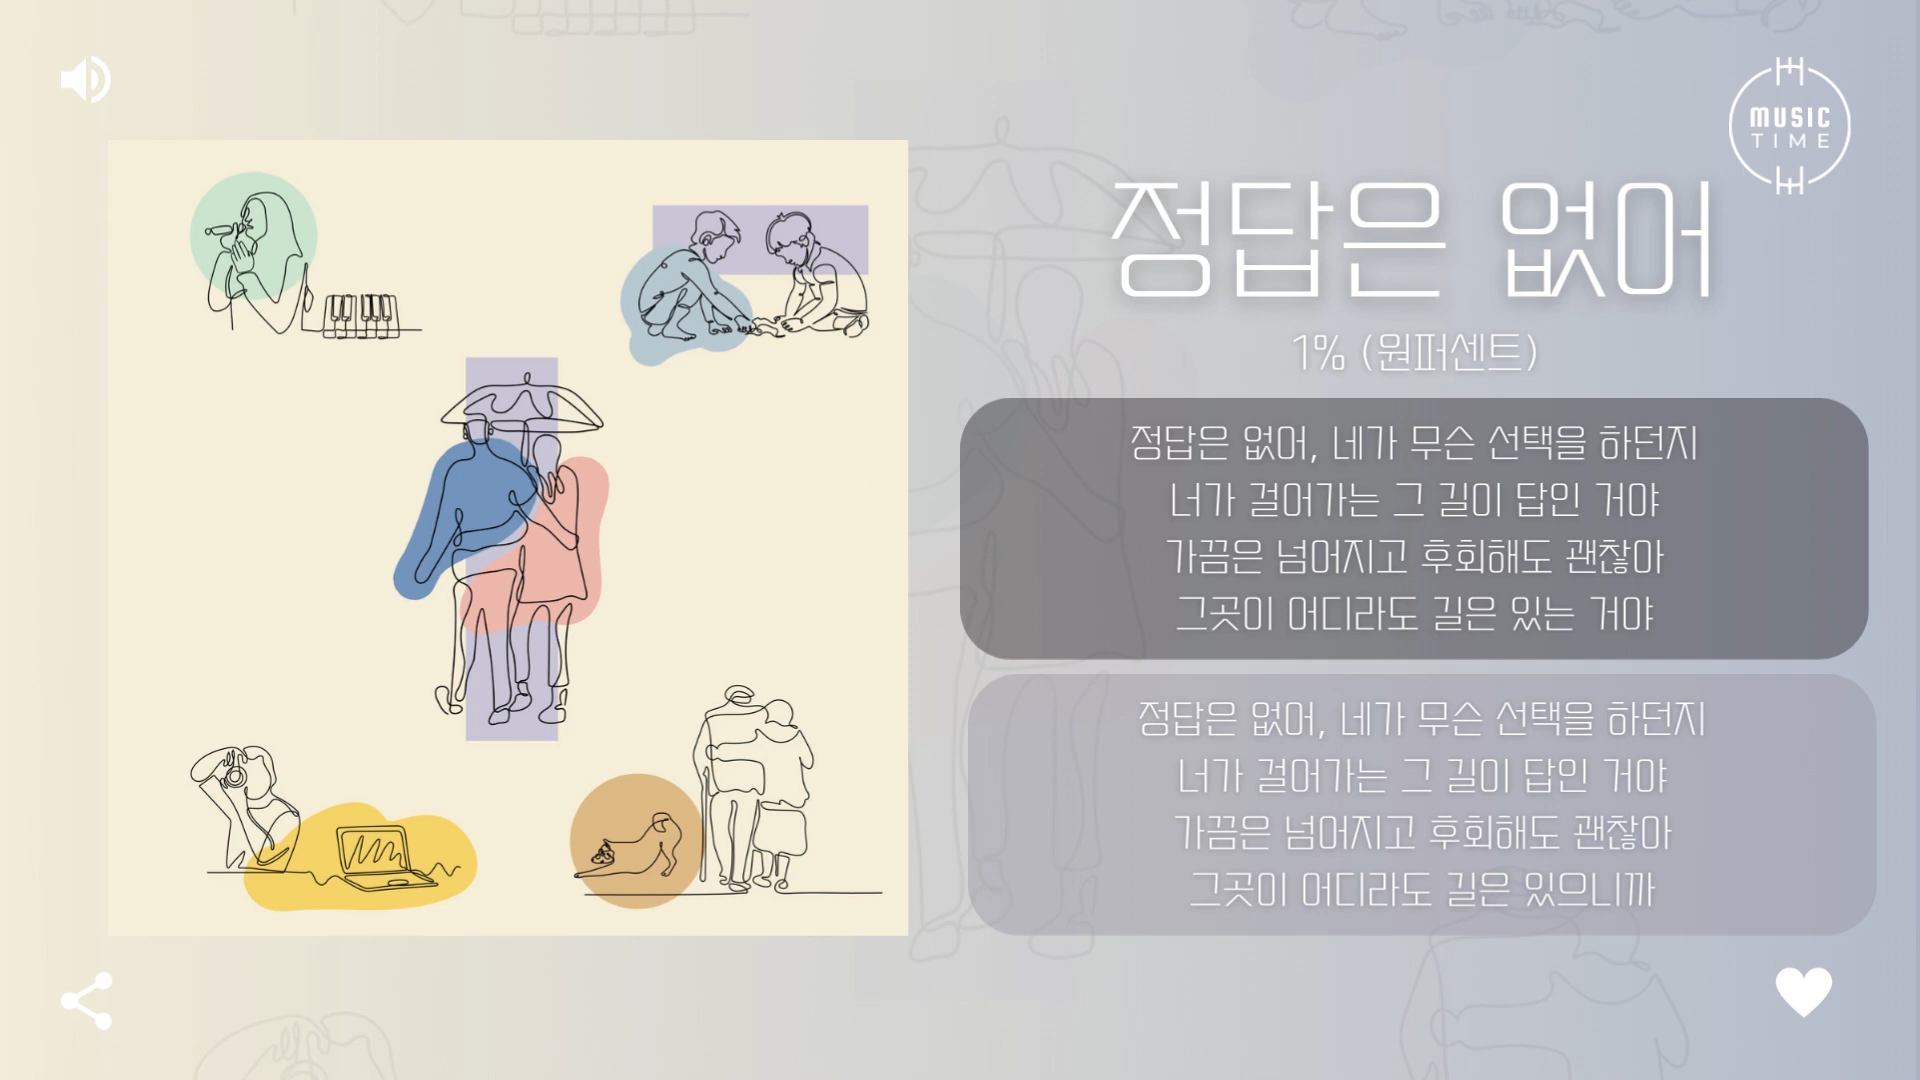 MUSIC
TIME
정답은 없어
1% (원퍼센트)
정답은 없어, 네가 무슨 선택을 하던지
너가 걸어가는 그 길이 답인 거야
가끔은 넘어지고 후회해도 괜찮아
그곳이 어디라도 길은 있는 거야
정답은 없어, 네가 무슨 선택을 하던지
너가 걸어가는 그 길이 답인 거야
가끔은 넘어지고 후회해도 괜찮아
그곳이 어디라도 길은 있으니까